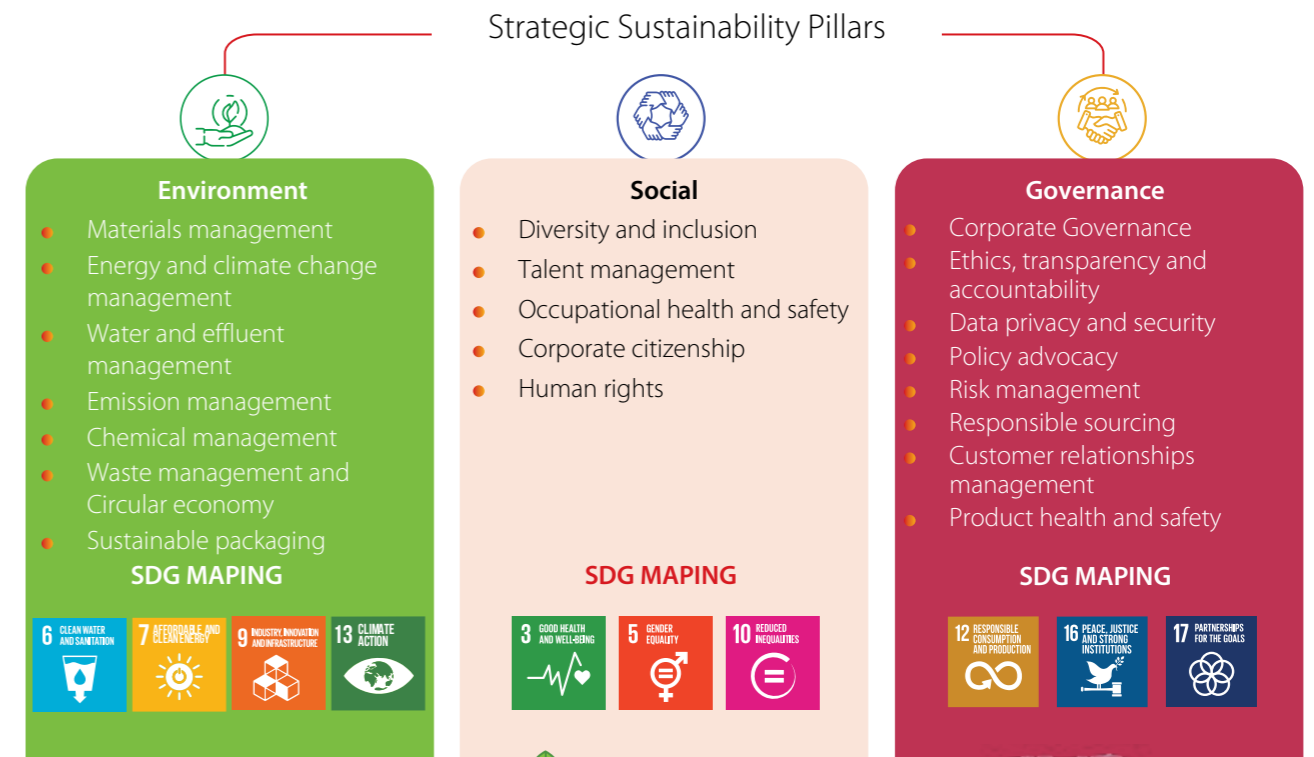 Strategic Sustainability Pillars
Environment
Materials management
Energy and climate change
management
Water and effluent
management
Emission management
Chemical management
Waste management and
Circular economy
Sustainable packaging
SDG MAPING
6 CLEAN WATER
AND SANITATION
7 AFFORDABLE AND
CLEAN ENERGY
9 INDUSTRY, INNOVATION
AND INFRASTRUCTURE
13 CLIMATE
ACTION
Social
Diversity and inclusion
Talent management
Occupational health and safety
Corporate citizenship
Human rights
SDG MAPING
3 GOOD HEALTH
AND WELL-BEING
5 GENDER
EQUALITY
10 REDUCED
INEQUALITIES
Governance
Corporate Governance
Ethics, transparency and
accountability
Data privacy and security
Policy advocacy
Risk management
Responsible sourcing
Customer relationships
management
Product health and safety
SDG MAPING
12 RESPONSIBLE
CONSUMPTION
AND PRODUCTION
16 PEACE, JUSTICE
AND STRONG
INSTITUTIONS
17 PARTNERSHIPS
FOR THE GOALS